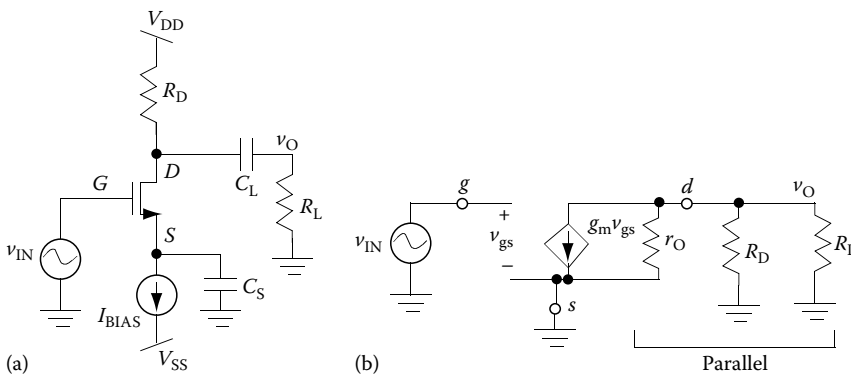 V_DD
R_D
v_O
D
G
C_L
R_L
v_IN
S
C_S
I_BIAS
V_SS
(a)
g
d
v_O
+
v_gs
−
g_m v_gs
r_O
v_IN
R_D
R_L
s
Parallel
(b)